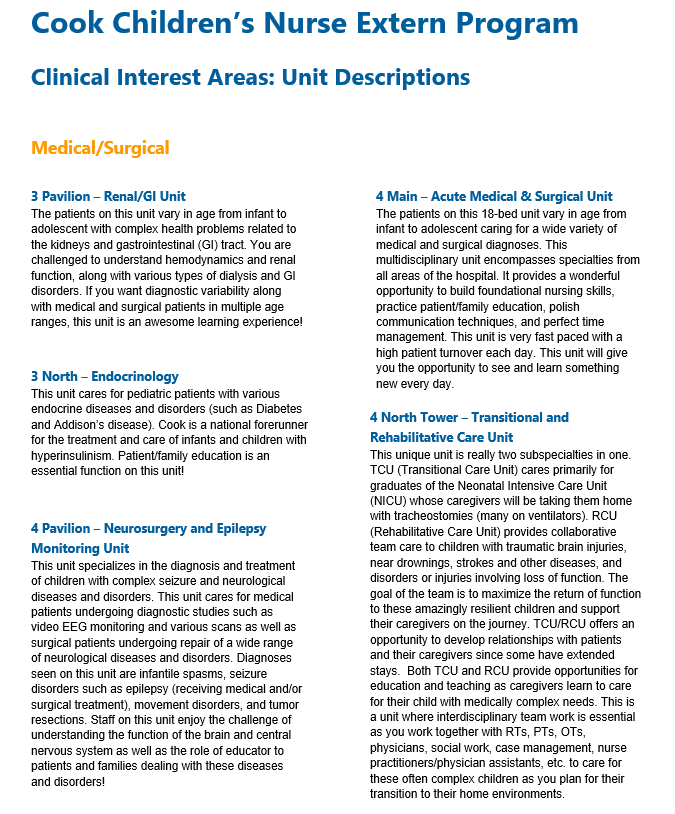 Cook Children’s Nurse Extern Program
Clinical Interest Areas: Unit Descriptions
Medical/Surgical
3 Pavilion – Renal/GI Unit
The patients on this unit vary in age from infant to
adolescent with complex health problems related to
the kidneys and gastrointestinal (GI) tract. You are
challenged to understand hemodynamics and renal
function, along with various types of dialysis and GI
disorders. If you want diagnostic variability along
with medical and surgical patients in multiple age
ranges, this unit is an awesome learning experience!
3 North – Endocrinology
This unit cares for pediatric patients with various
endocrine diseases and disorders (such as Diabetes
and Addison’s disease). Cook is a national forerunner
for the treatment and care of infants and children with
hyperinsulinism. Patient/family education is an
essential function on this unit!
4 Pavilion – Neurosurgery and Epilepsy
Monitoring Unit
This unit specializes in the diagnosis and treatment
of children with complex seizure and neurological
diseases and disorders. This unit cares for medical
patients undergoing diagnostic studies such as
video EEG monitoring and various scans as well as
surgical patients undergoing repair of a wide range
of neurological diseases and disorders. Diagnoses
seen on this unit are infantile spasms, seizure
disorders such as epilepsy (receiving medical and/or
surgical treatment), movement disorders, and tumor
resections. Staff on this unit enjoy the challenge of
understanding the function of the brain and central
nervous system as well as the role of educator to
patients and families dealing with these diseases
and disorders!
4 Main – Acute Medical & Surgical Unit
The patients on this 18-bed unit vary in age from
infant to adolescent caring for a wide variety of
medical and surgical diagnoses. This
multidisciplinary unit encompasses specialties from
all areas of the hospital. It provides a wonderful
opportunity to build foundational nursing skills,
practice patient/family education, polish
communication techniques, and perfect time
management. This unit is very fast paced with a
high patient turnover each day. This unit will give
you the opportunity to see and learn something
new every day.
4 North Tower – Transitional and
Rehabilitative Care Unit
This unique unit is really two subspecialties in one.
TCU (Transitional Care Unit) cares primarily for
graduates of the Neonatal Intensive Care Unit
(NICU) whose caregivers will be taking them home
with tracheostomies (many on ventilators). RCU
(Rehabilitative Care Unit) provides collaborative
team care to children with traumatic brain injuries,
near drownings, strokes and other diseases, and
disorders or injuries involving loss of function. The
goal of the team is to maximize the return of function
to these amazingly resilient children and support
their caregivers on the journey. TCU/RCU offers an
opportunity to develop relationships with patients
and their caregivers since some have extended
stays.  Both TCU and RCU provide opportunities for
education and teaching as caregivers learn to care
for their child with medically complex needs. This is
a unit where interdisciplinary team work is essential
as you work together with RTs, PTs, OTs,
physicians, social work, case management, nurse
practitioners/physician assistants, etc. to care for
these often complex children as you plan for their
transition to their home environments.